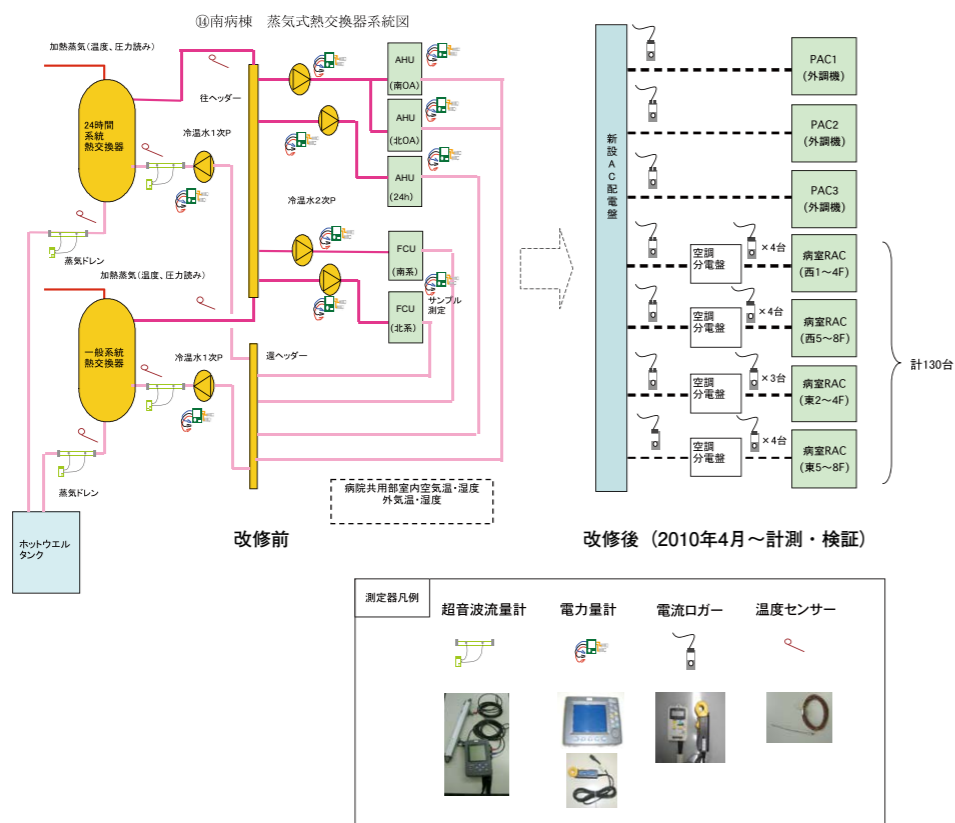 ⑭南病棟　蒸気式熱交換器系統図
加熱蒸気（温度、圧力読み）
24時間
系統
熱交換器
往ヘッダー
冷温水1次P
蒸気ドレン
冷温水2次P
AHU
(南OA)
AHU
(北OA)
AHU
(24h)
FCU
(南系)
FCU
(北系)
サンプル
測定
加熱蒸気（温度、圧力読み）
一般系統
熱交換器
冷温水1次P
還ヘッダー
蒸気ドレン
ホットウエル
タンク
病院共用部室内空気温・湿度
外気温・湿度
改修前
新設AC配電盤
PAC1
(外調機)
PAC2
(外調機)
PAC3
(外調機)
空調
分電盤
×4台
病室RAC
(西1～4F)
空調
分電盤
×4台
病室RAC
(西5～8F)
空調
分電盤
×3台
病室RAC
(東2～4F)
空調
分電盤
×4台
病室RAC
(東5～8F)
計130台
改修後（2010年4月～計測・検証）
測定器凡例
超音波流量計
電力量計
電流ロガー
温度センサー